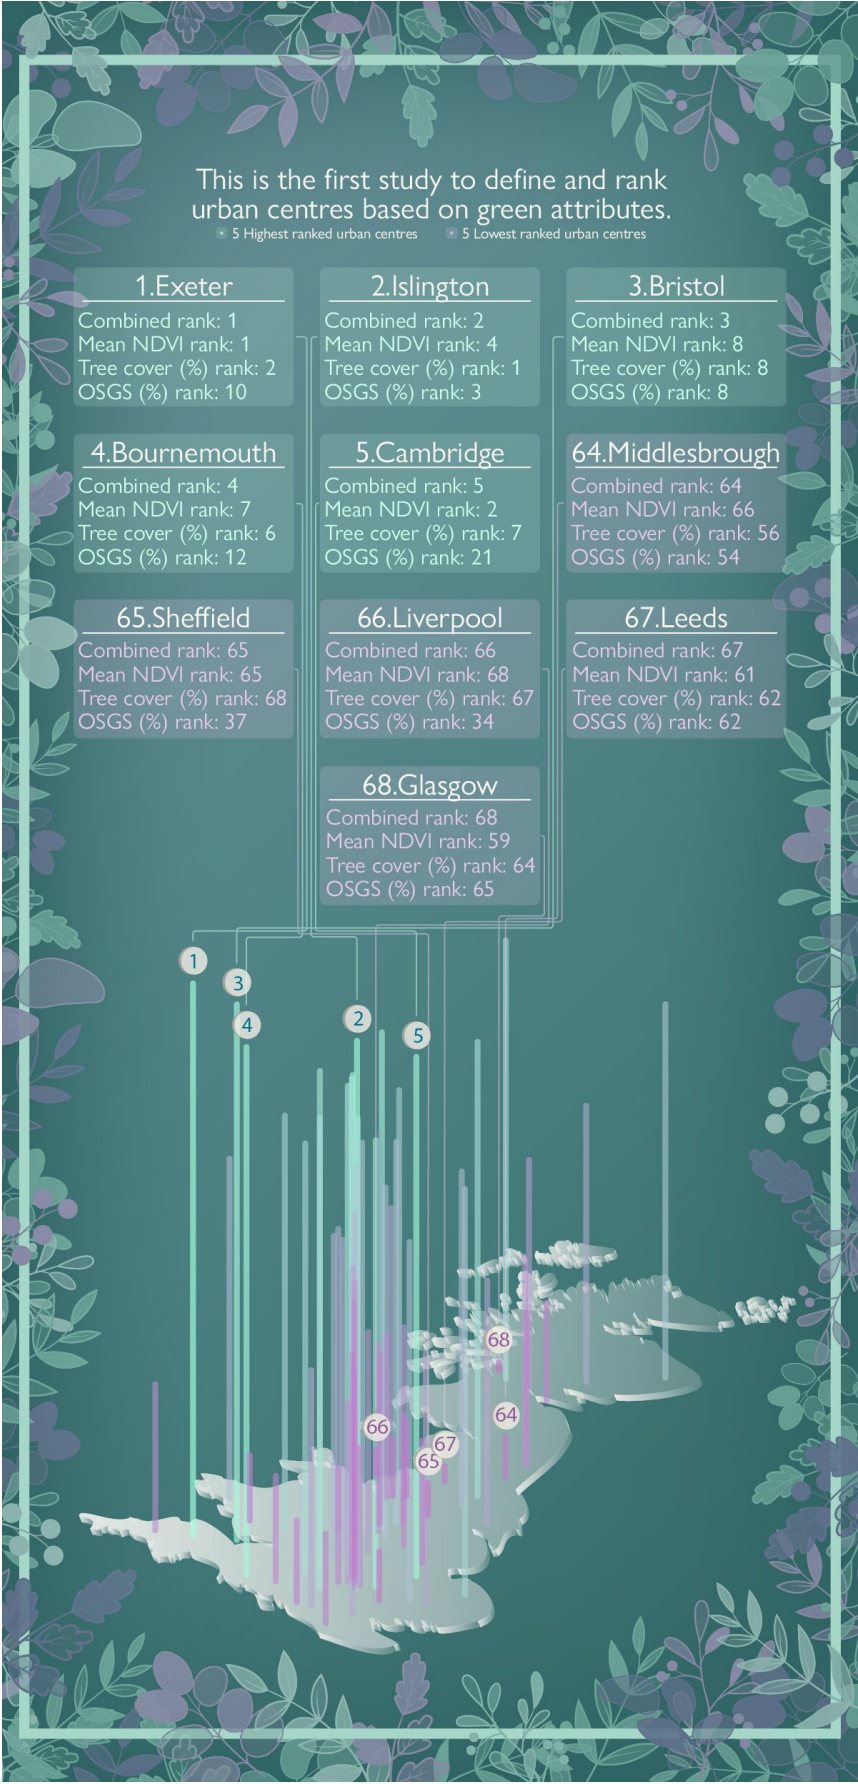 This is the first study to define and rank
urban centres based on green attributes.
5 Highest ranked urban centres
5 Lowest ranked urban centres
1.Exeter
Combined rank: 1
Mean NDVI rank: 1
Tree cover (%) rank: 2
OSGS (%) rank: 10
2.Islington
Combined rank: 2
Mean NDVI rank: 4
Tree cover (%) rank: 1
OSGS (%) rank: 3
3.Bristol
Combined rank: 3
Mean NDVI rank: 8
Tree cover (%) rank: 8
OSGS (%) rank: 8
4.Bournemouth
Combined rank: 4
Mean NDVI rank: 7
Tree cover (%) rank: 6
OSGS (%) rank: 12
5.Cambridge
Combined rank: 5
Mean NDVI rank: 2
Tree cover (%) rank: 7
OSGS (%) rank: 21
64.Middlesbrough
Combined rank: 64
Mean NDVI rank: 66
Tree cover (%) rank: 56
OSGS (%) rank: 54
65.Sheffield
Combined rank: 65
Mean NDVI rank: 65
Tree cover (%) rank: 68
OSGS (%) rank: 37
66.Liverpool
Combined rank: 66
Mean NDVI rank: 68
Tree cover (%) rank: 67
OSGS (%) rank: 34
67.Leeds
Combined rank: 67
Mean NDVI rank: 61
Tree cover (%) rank: 62
OSGS (%) rank: 62
68.Glasgow
Combined rank: 68
Mean NDVI rank: 59
Tree cover (%) rank: 64
OSGS (%) rank: 65
1
3
4
2
5
68
64
66
67
65